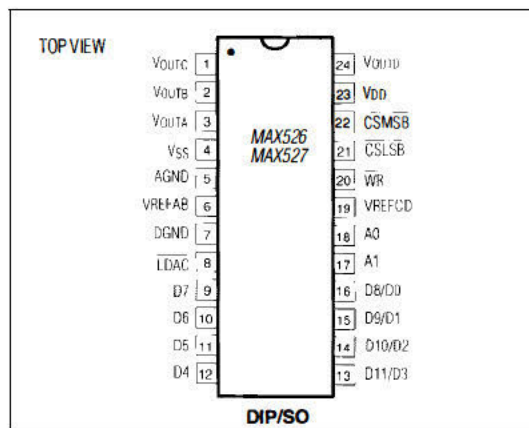 TOP VIEW
VOUTC 1 24 VOUTD
VOUTB 2 23 VDD
VOUTA 3 22 CSMSB
MAX526
MAX527
VSS 4 21 CSLSB
AGND 5 20 WR
VREFAB 6 19 VREFCD
DGND 7 18 A0
LDAC 8 17 A1
D7 9 16 D8/D0
D6 10 15 D9/D1
D5 11 14 D10/D2
D4 12 13 D11/D3
DIP/SO